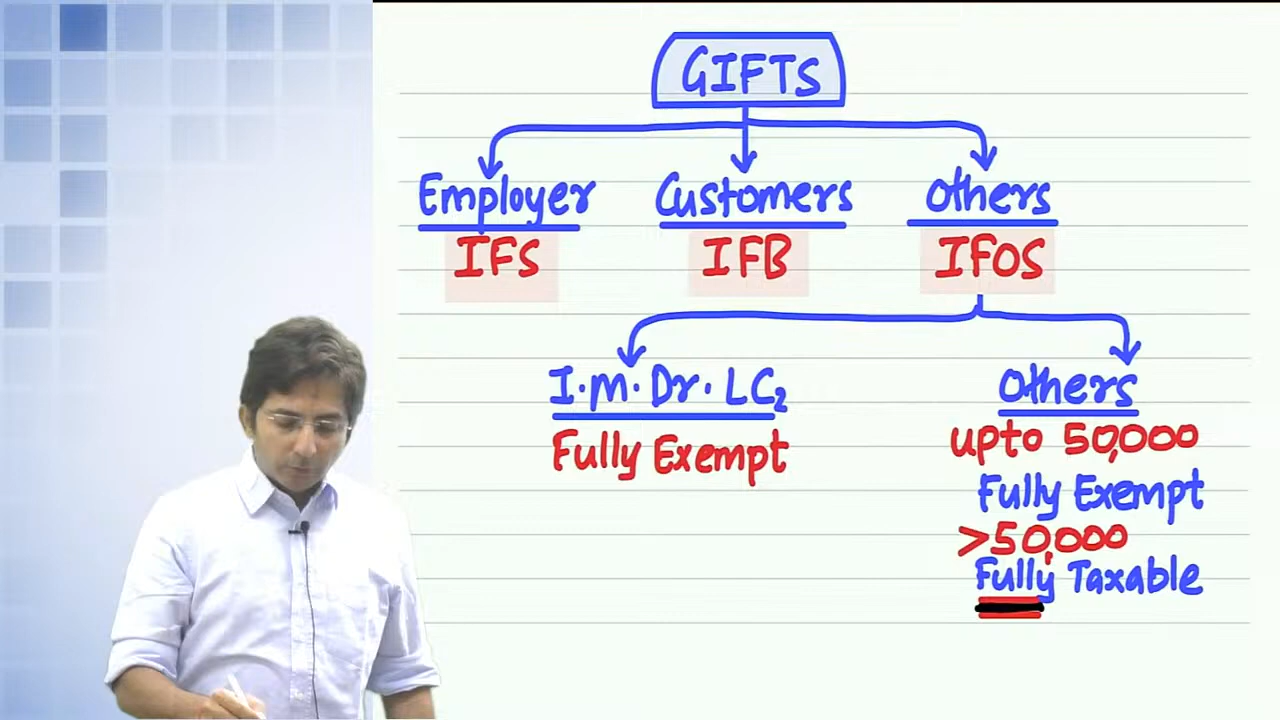 GIFTS
Employer Customers Others
IFS IFB IFOS
I.m.Dr.LC₂ Others
Fully Exempt upto 50,000
Fully Exempt
>50,000
Fully Taxable